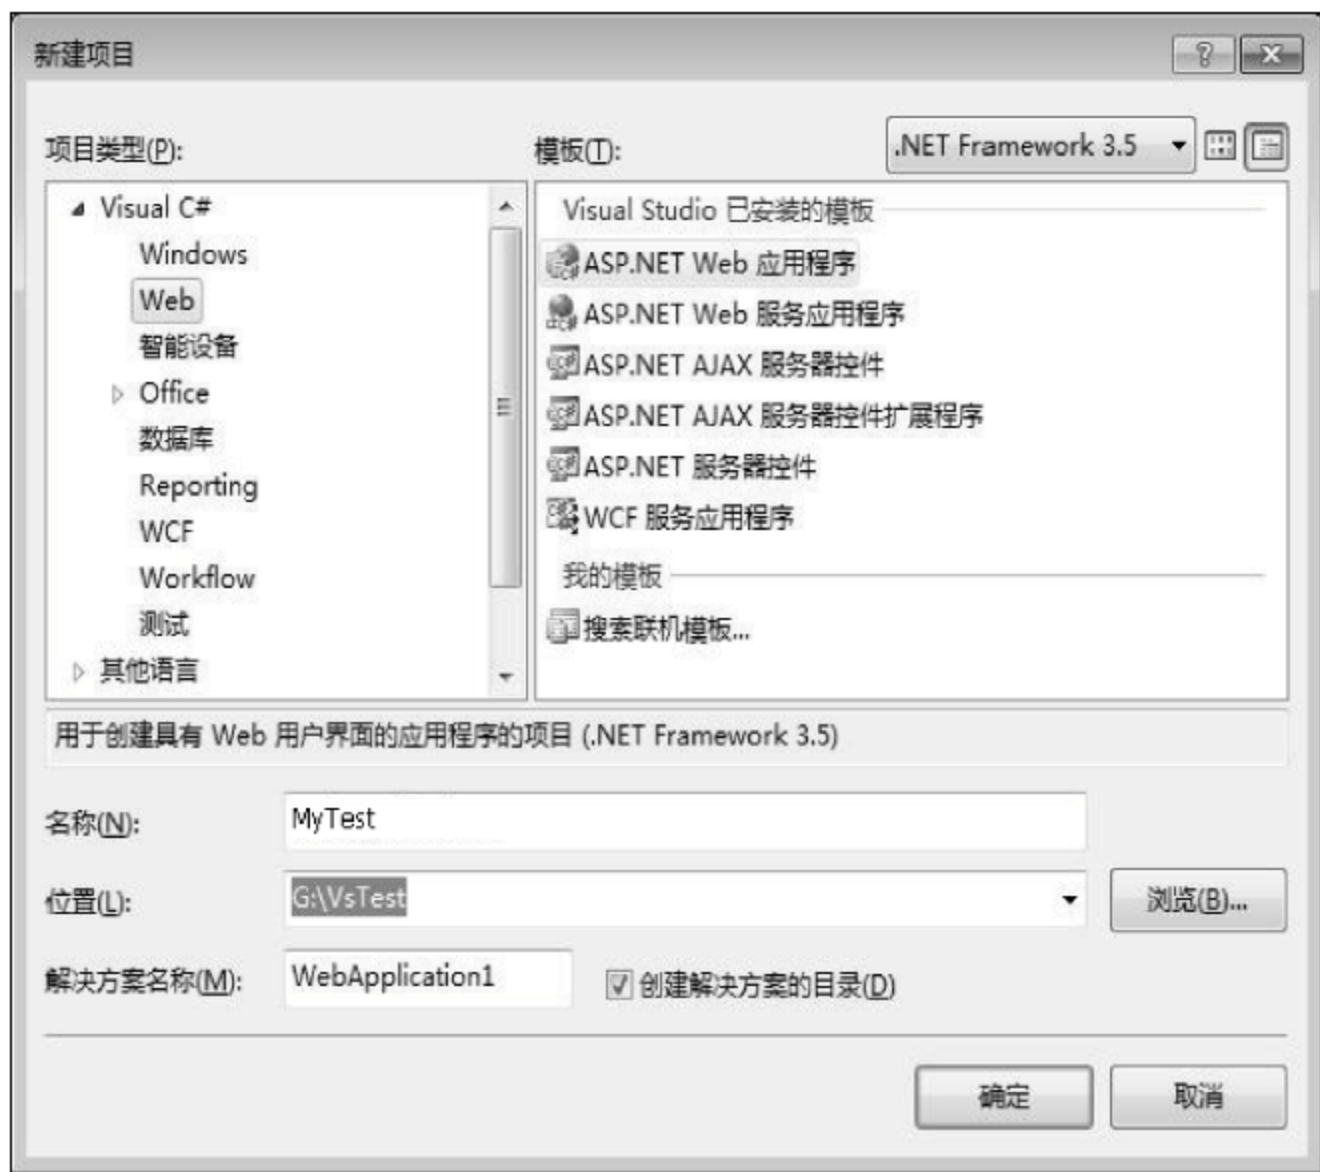 新建项目
项目类型(P):
模板(T):
.NET Framework 3.5
Visual C#
Windows
Web
智能设备
Office
数据库
Reporting
WCF
Workflow
测试
其他语言
Visual Studio 已安装的模板
ASP.NET Web 应用程序
ASP.NET Web 服务应用程序
ASP.NET AJAX 服务器控件
ASP.NET AJAX 服务器控件扩展程序
ASP.NET 服务器控件
WCF 服务应用程序
我的模板
搜索联机模板...
用于创建具有 Web 用户界面的应用程序的项目 (.NET Framework 3.5)
名称(N):
MyTest
位置(L):
G:\VsTest
浏览(B)...
解决方案名称(M):
WebApplication1
创建解决方案的目录(D)
确定
取消